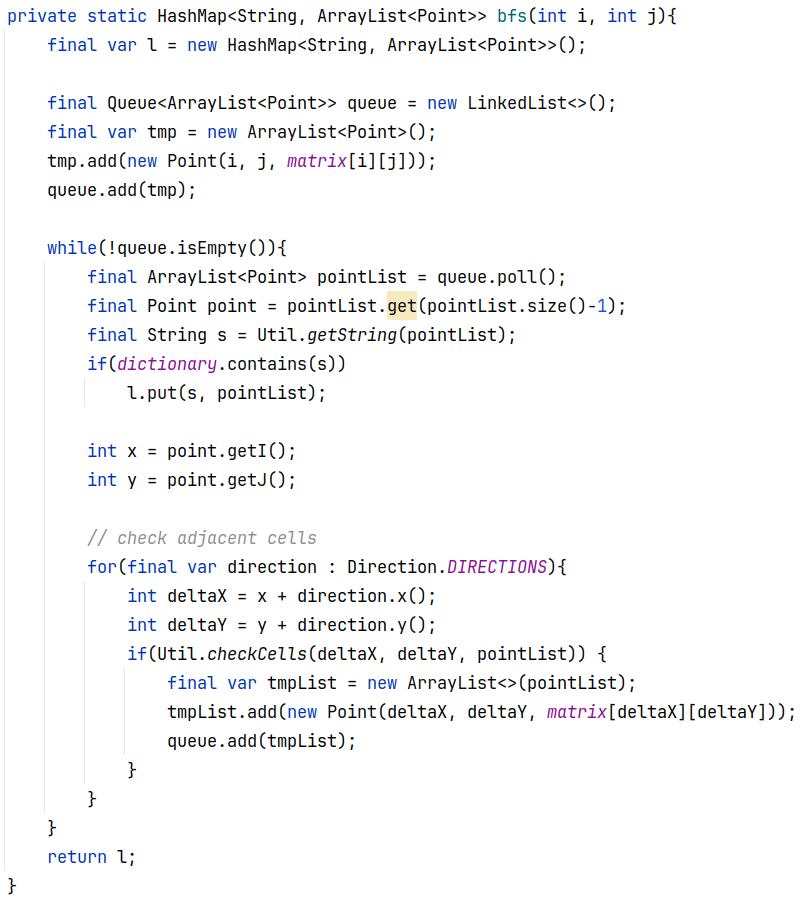 private static HashMap<String, ArrayList<Point>> bfs(int i, int j){
    final var l = new HashMap<String, ArrayList<Point>>();

    final Queue<ArrayList<Point>> queue = new LinkedList<>();
    final var tmp = new ArrayList<Point>();
    tmp.add(new Point(i, j, matrix[i][j]));
    queue.add(tmp);

    while(!queue.isEmpty()){
        final ArrayList<Point> pointList = queue.poll();
        final Point point = pointList.get(pointList.size()-1);
        final String s = Util.getString(pointList);
        if(dictionary.contains(s))
            l.put(s, pointList);

        int x = point.getI();
        int y = point.getJ();

        // check adjacent cells
        for(final var direction : Direction.DIRECTIONS){
            int deltaX = x + direction.x();
            int deltaY = y + direction.y();
            if(Util.checkCells(deltaX, deltaY, pointList)) {
                final var tmpList = new ArrayList<>(pointList);
                tmpList.add(new Point(deltaX, deltaY, matrix[deltaX][deltaY]));
                queue.add(tmpList);
            }
        }
    }
    return l;
}